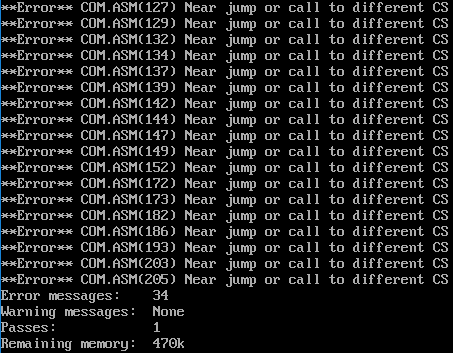 **Error** COM.ASM(127) Near jump or call to different CS
**Error** COM.ASM(129) Near jump or call to different CS
**Error** COM.ASM(132) Near jump or call to different CS
**Error** COM.ASM(134) Near jump or call to different CS
**Error** COM.ASM(137) Near jump or call to different CS
**Error** COM.ASM(139) Near jump or call to different CS
**Error** COM.ASM(142) Near jump or call to different CS
**Error** COM.ASM(144) Near jump or call to different CS
**Error** COM.ASM(147) Near jump or call to different CS
**Error** COM.ASM(149) Near jump or call to different CS
**Error** COM.ASM(152) Near jump or call to different CS
**Error** COM.ASM(172) Near jump or call to different CS
**Error** COM.ASM(173) Near jump or call to different CS
**Error** COM.ASM(182) Near jump or call to different CS
**Error** COM.ASM(186) Near jump or call to different CS
**Error** COM.ASM(193) Near jump or call to different CS
**Error** COM.ASM(203) Near jump or call to different CS
**Error** COM.ASM(205) Near jump or call to different CS
Error messages:    34
Warning messages:  None
Passes:            1
Remaining memory:  470k